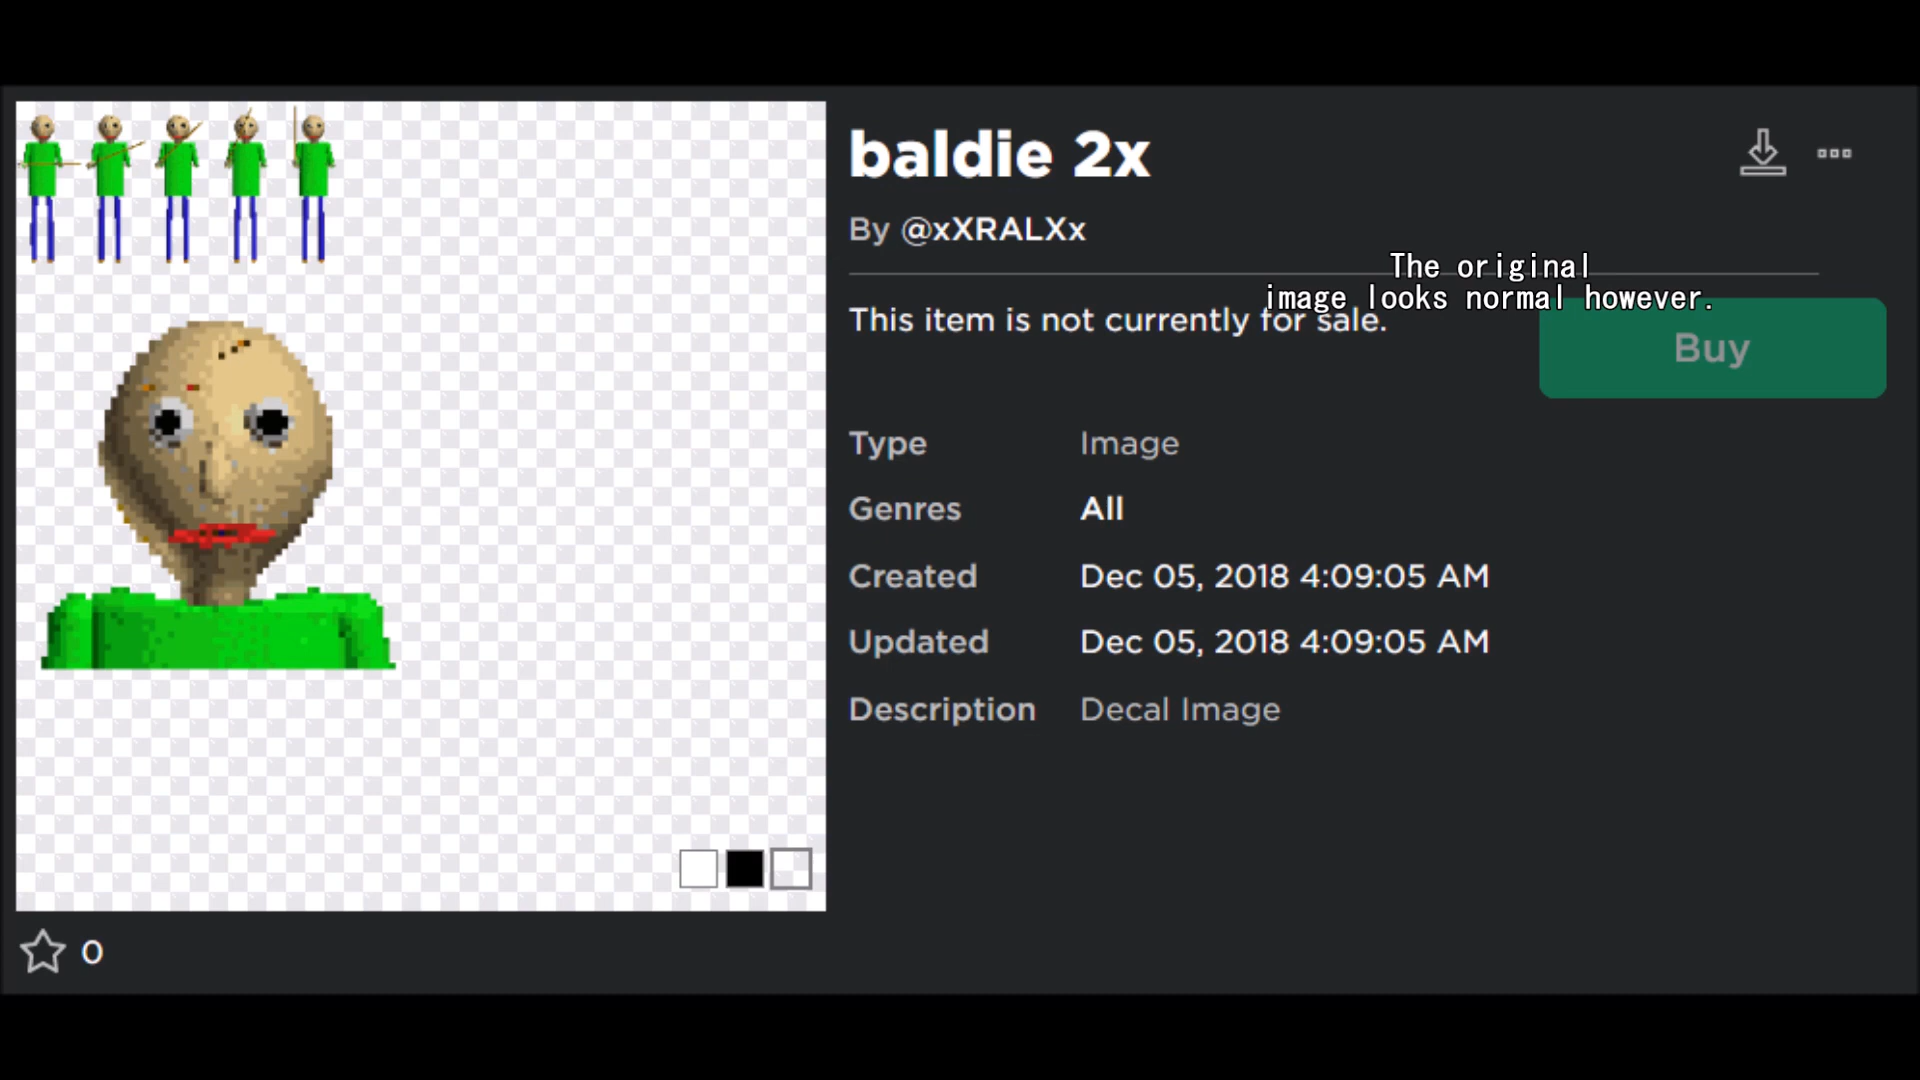 baldie 2x
By @xXRALXx
The original
image looks normal however.
This item is not currently for sale.
Buy
Type Image
Genres All
Created Dec 05, 2018 4:09:05 AM
Updated Dec 05, 2018 4:09:05 AM
Description Decal Image
0